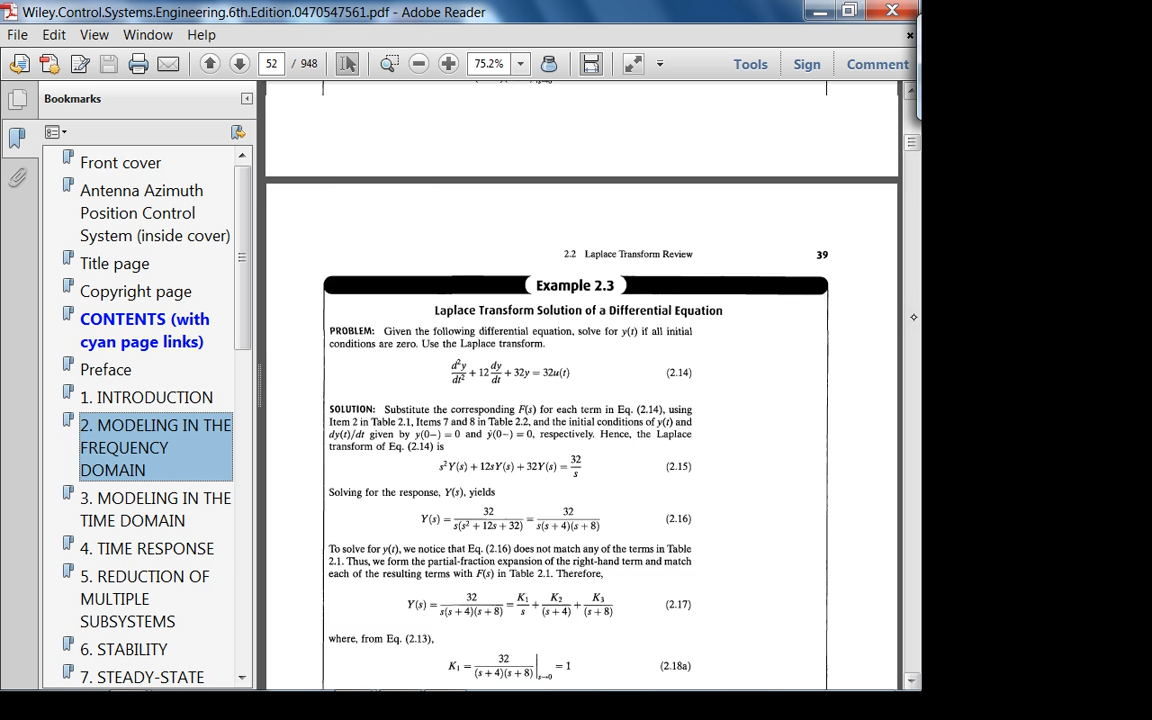 Wiley.Control.Systems.Engineering.6th.Edition.0470547561.pdf - Adobe Reader
File Edit View Window Help
52 / 948 75.2% Tools Sign Comment
Bookmarks
Front cover
Antenna Azimuth
Position Control
System (inside cover)
Title page
Copyright page
CONTENTS (with
cyan page links)
Preface
1. INTRODUCTION
2. MODELING IN THE
FREQUENCY
DOMAIN
3. MODELING IN THE
TIME DOMAIN
4. TIME RESPONSE
5. REDUCTION OF
MULTIPLE
SUBSYSTEMS
6. STABILITY
7. STEADY-STATE
2.2 Laplace Transform Review 39
Example 2.3
Laplace Transform Solution of a Differential Equation
PROBLEM: Given the following differential equation, solve for y(t) if all initial
conditions are zero. Use the Laplace transform.
d²y/dt² + 12 dy/dt + 32y = 32u(t) (2.14)
SOLUTION: Substitute the corresponding F(s) for each term in Eq. (2.14), using
Item 2 in Table 2.1, Items 7 and 8 in Table 2.2, and the initial conditions of y(t) and
dy(t)/dt given by y(0−) = 0 and ẏ(0−) = 0, respectively. Hence, the Laplace
transform of Eq. (2.14) is
s²Y(s) + 12sY(s) + 32Y(s) = 32/s (2.15)
Solving for the response, Y(s), yields
Y(s) = 32/(s(s² + 12s + 32)) = 32/(s(s + 4)(s + 8)) (2.16)
To solve for y(t), we notice that Eq. (2.16) does not match any of the terms in Table
2.1. Thus, we form the partial-fraction expansion of the right-hand term and match
each of the resulting terms with F(s) in Table 2.1. Therefore,
Y(s) = 32/(s(s + 4)(s + 8)) = K₁/s + K₂/(s + 4) + K₃/(s + 8) (2.17)
where, from Eq. (2.13),
K₁ = 32/((s + 4)(s + 8)) |s→0 = 1 (2.18a)